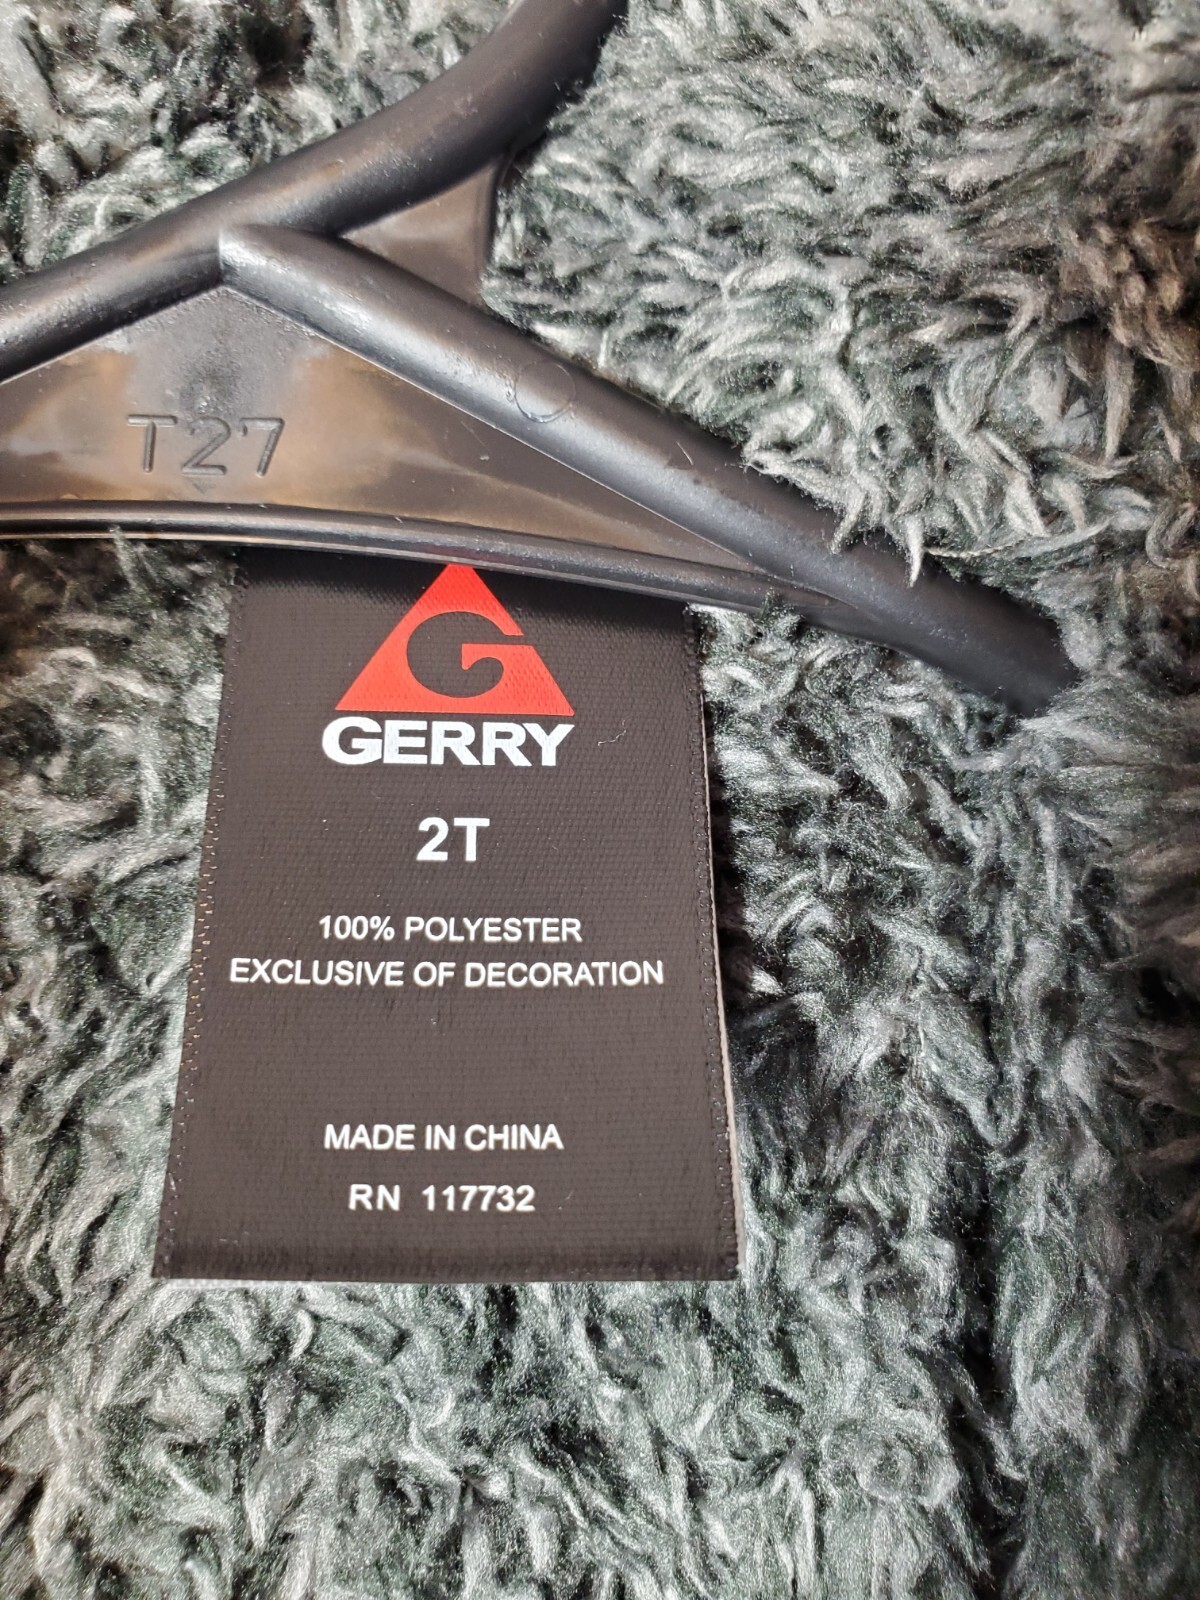 T27
GERRY
2T
100% POLYESTER
EXCLUSIVE OF DECORATION
MADE IN CHINA
RN 117732